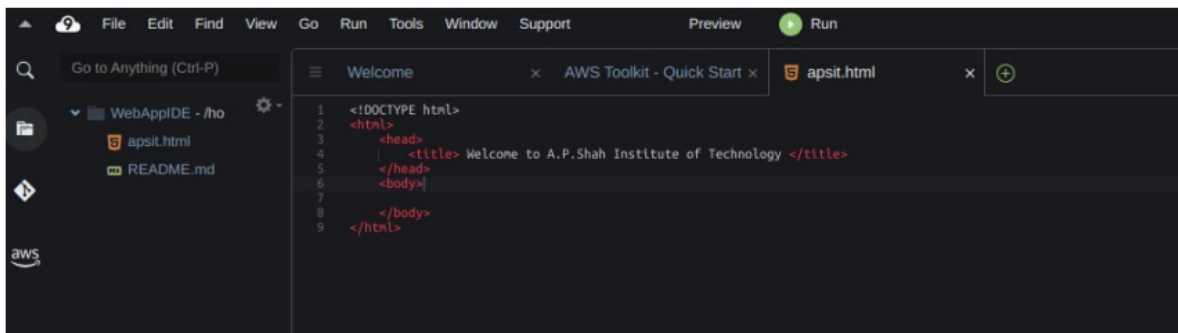 File Edit Find View Go Run Tools Window Support Preview Run
Go to Anything (Ctrl-P)
Welcome × AWS Toolkit - Quick Start × apsit.html ×
WebAppIDE - /ho
apsit.html
README.md
aws
1 <!DOCTYPE html>
2 <html>
3 <head>
4 <title> Welcome to A.P.Shah Institute of Technology </title>
5 </head>
6 <body>
7
8 </body>
9 </html>